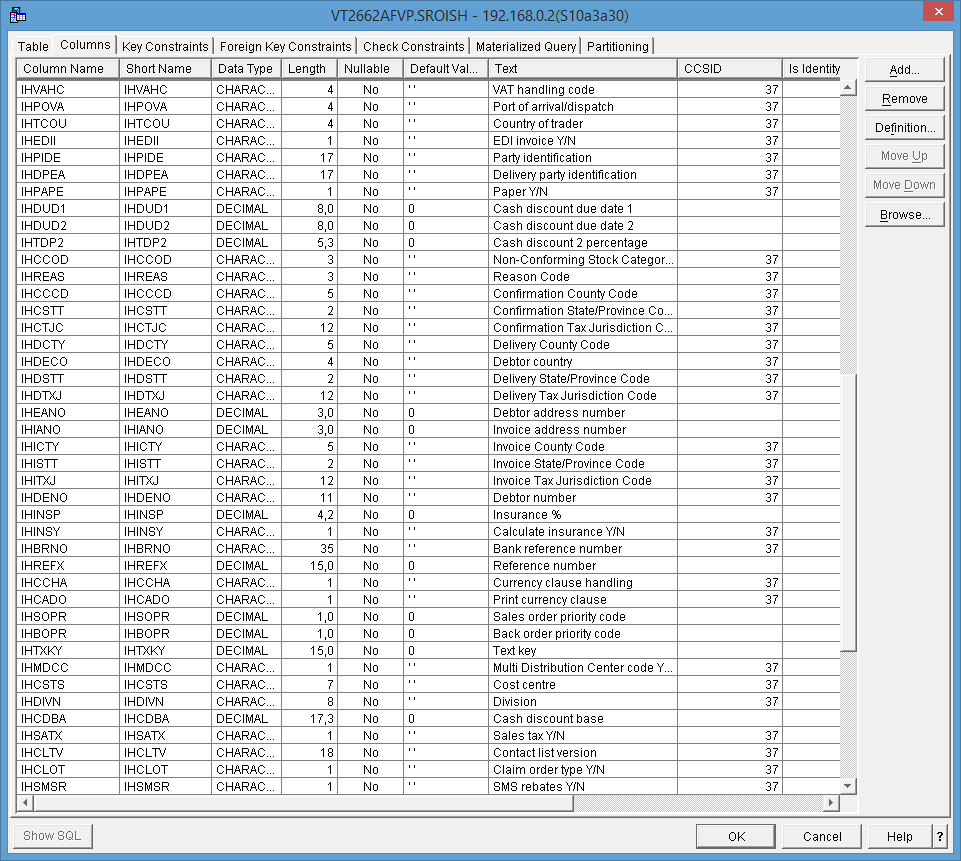 VT2662AFVP.SROISH - 192.168.0.2(S10a3a30)
Table Columns Key Constraints Foreign Key Constraints Check Constraints Materialized Query Partitioning
Column Name Short Name Data Type Length Nullable Default Val... Text CCSID Is Identity
IHVAHC IHVAHC CHARAC... 4 No ' ' VAT handling code 37
IHPOVA IHPOVA CHARAC... 4 No ' ' Port of arrival/dispatch 37
IHTCOU IHTCOU CHARAC... 4 No ' ' Country of trader 37
IHEDII IHEDII CHARAC... 1 No ' ' EDI invoice Y/N 37
IHPIDE IHPIDE CHARAC... 17 No ' ' Party identification 37
IHDPEA IHDPEA CHARAC... 17 No ' ' Delivery party identification 37
IHPAPE IHPAPE CHARAC... 1 No ' ' Paper Y/N 37
IHDUD1 IHDUD1 DECIMAL 8,0 No 0 Cash discount due date 1
IHDUD2 IHDUD2 DECIMAL 8,0 No 0 Cash discount due date 2
IHTDP2 IHTDP2 DECIMAL 5,3 No 0 Cash discount 2 percentage
IHCCOD IHCCOD CHARAC... 3 No ' ' Non-Conforming Stock Categor... 37
IHREAS IHREAS CHARAC... 3 No ' ' Reason Code 37
IHCCCD IHCCCD CHARAC... 5 No ' ' Confirmation County Code 37
IHCSTT IHCSTT CHARAC... 2 No ' ' Confirmation State/Province Co... 37
IHCTJC IHCTJC CHARAC... 12 No ' ' Confirmation Tax Jurisdiction C... 37
IHDCTY IHDCTY CHARAC... 5 No ' ' Delivery County Code 37
IHDECO IHDECO CHARAC... 4 No ' ' Debtor country 37
IHDSTT IHDSTT CHARAC... 2 No ' ' Delivery State/Province Code 37
IHDTXJ IHDTXJ CHARAC... 12 No ' ' Delivery Tax Jurisdiction Code 37
IHEANO IHEANO DECIMAL 3,0 No 0 Debtor address number
IHIANO IHIANO DECIMAL 3,0 No 0 Invoice address number
IHICTY IHICTY CHARAC... 5 No ' ' Invoice County Code 37
IHISTT IHISTT CHARAC... 2 No ' ' Invoice State/Province Code 37
IHITXJ IHITXJ CHARAC... 12 No ' ' Invoice Tax Jurisdiction Code 37
IHDENO IHDENO CHARAC... 11 No ' ' Debtor number 37
IHINSP IHINSP DECIMAL 4,2 No 0 Insurance %
IHINSY IHINSY CHARAC... 1 No ' ' Calculate insurance Y/N 37
IHBRNO IHBRNO CHARAC... 35 No ' ' Bank reference number 37
IHREFX IHREFX DECIMAL 15,0 No 0 Reference number
IHCCHA IHCCHA CHARAC... 1 No ' ' Currency clause handling 37
IHCADO IHCADO CHARAC... 1 No ' ' Print currency clause 37
IHSOPR IHSOPR DECIMAL 1,0 No 0 Sales order priority code
IHBOPR IHBOPR DECIMAL 1,0 No 0 Back order priority code
IHTXKY IHTXKY DECIMAL 15,0 No 0 Text key
IHMDCC IHMDCC CHARAC... 1 No ' ' Multi Distribution Center code Y... 37
IHCSTS IHCSTS CHARAC... 7 No ' ' Cost centre 37
IHDIVN IHDIVN CHARAC... 8 No ' ' Division 37
IHCDBA IHCDBA DECIMAL 17,3 No 0 Cash discount base
IHSATX IHSATX CHARAC... 1 No ' ' Sales tax Y/N 37
IHCLTV IHCLTV CHARAC... 18 No ' ' Contact list version 37
IHCLOT IHCLOT CHARAC... 1 No ' ' Claim order type Y/N 37
IHSMSR IHSMSR CHARAC... 1 No ' ' SMS rebates Y/N 37
Add...
Remove
Definition...
Move Up
Move Down
Browse...
Show SQL OK Cancel Help ?